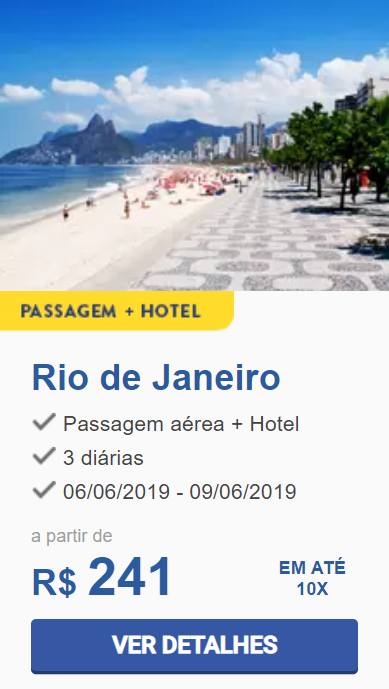 PASSAGEM + HOTEL
Rio de Janeiro
Passagem aérea + Hotel
3 diárias
06/06/2019 - 09/06/2019
a partir de
R$ 241
EM ATÉ
10X
VER DETALHES